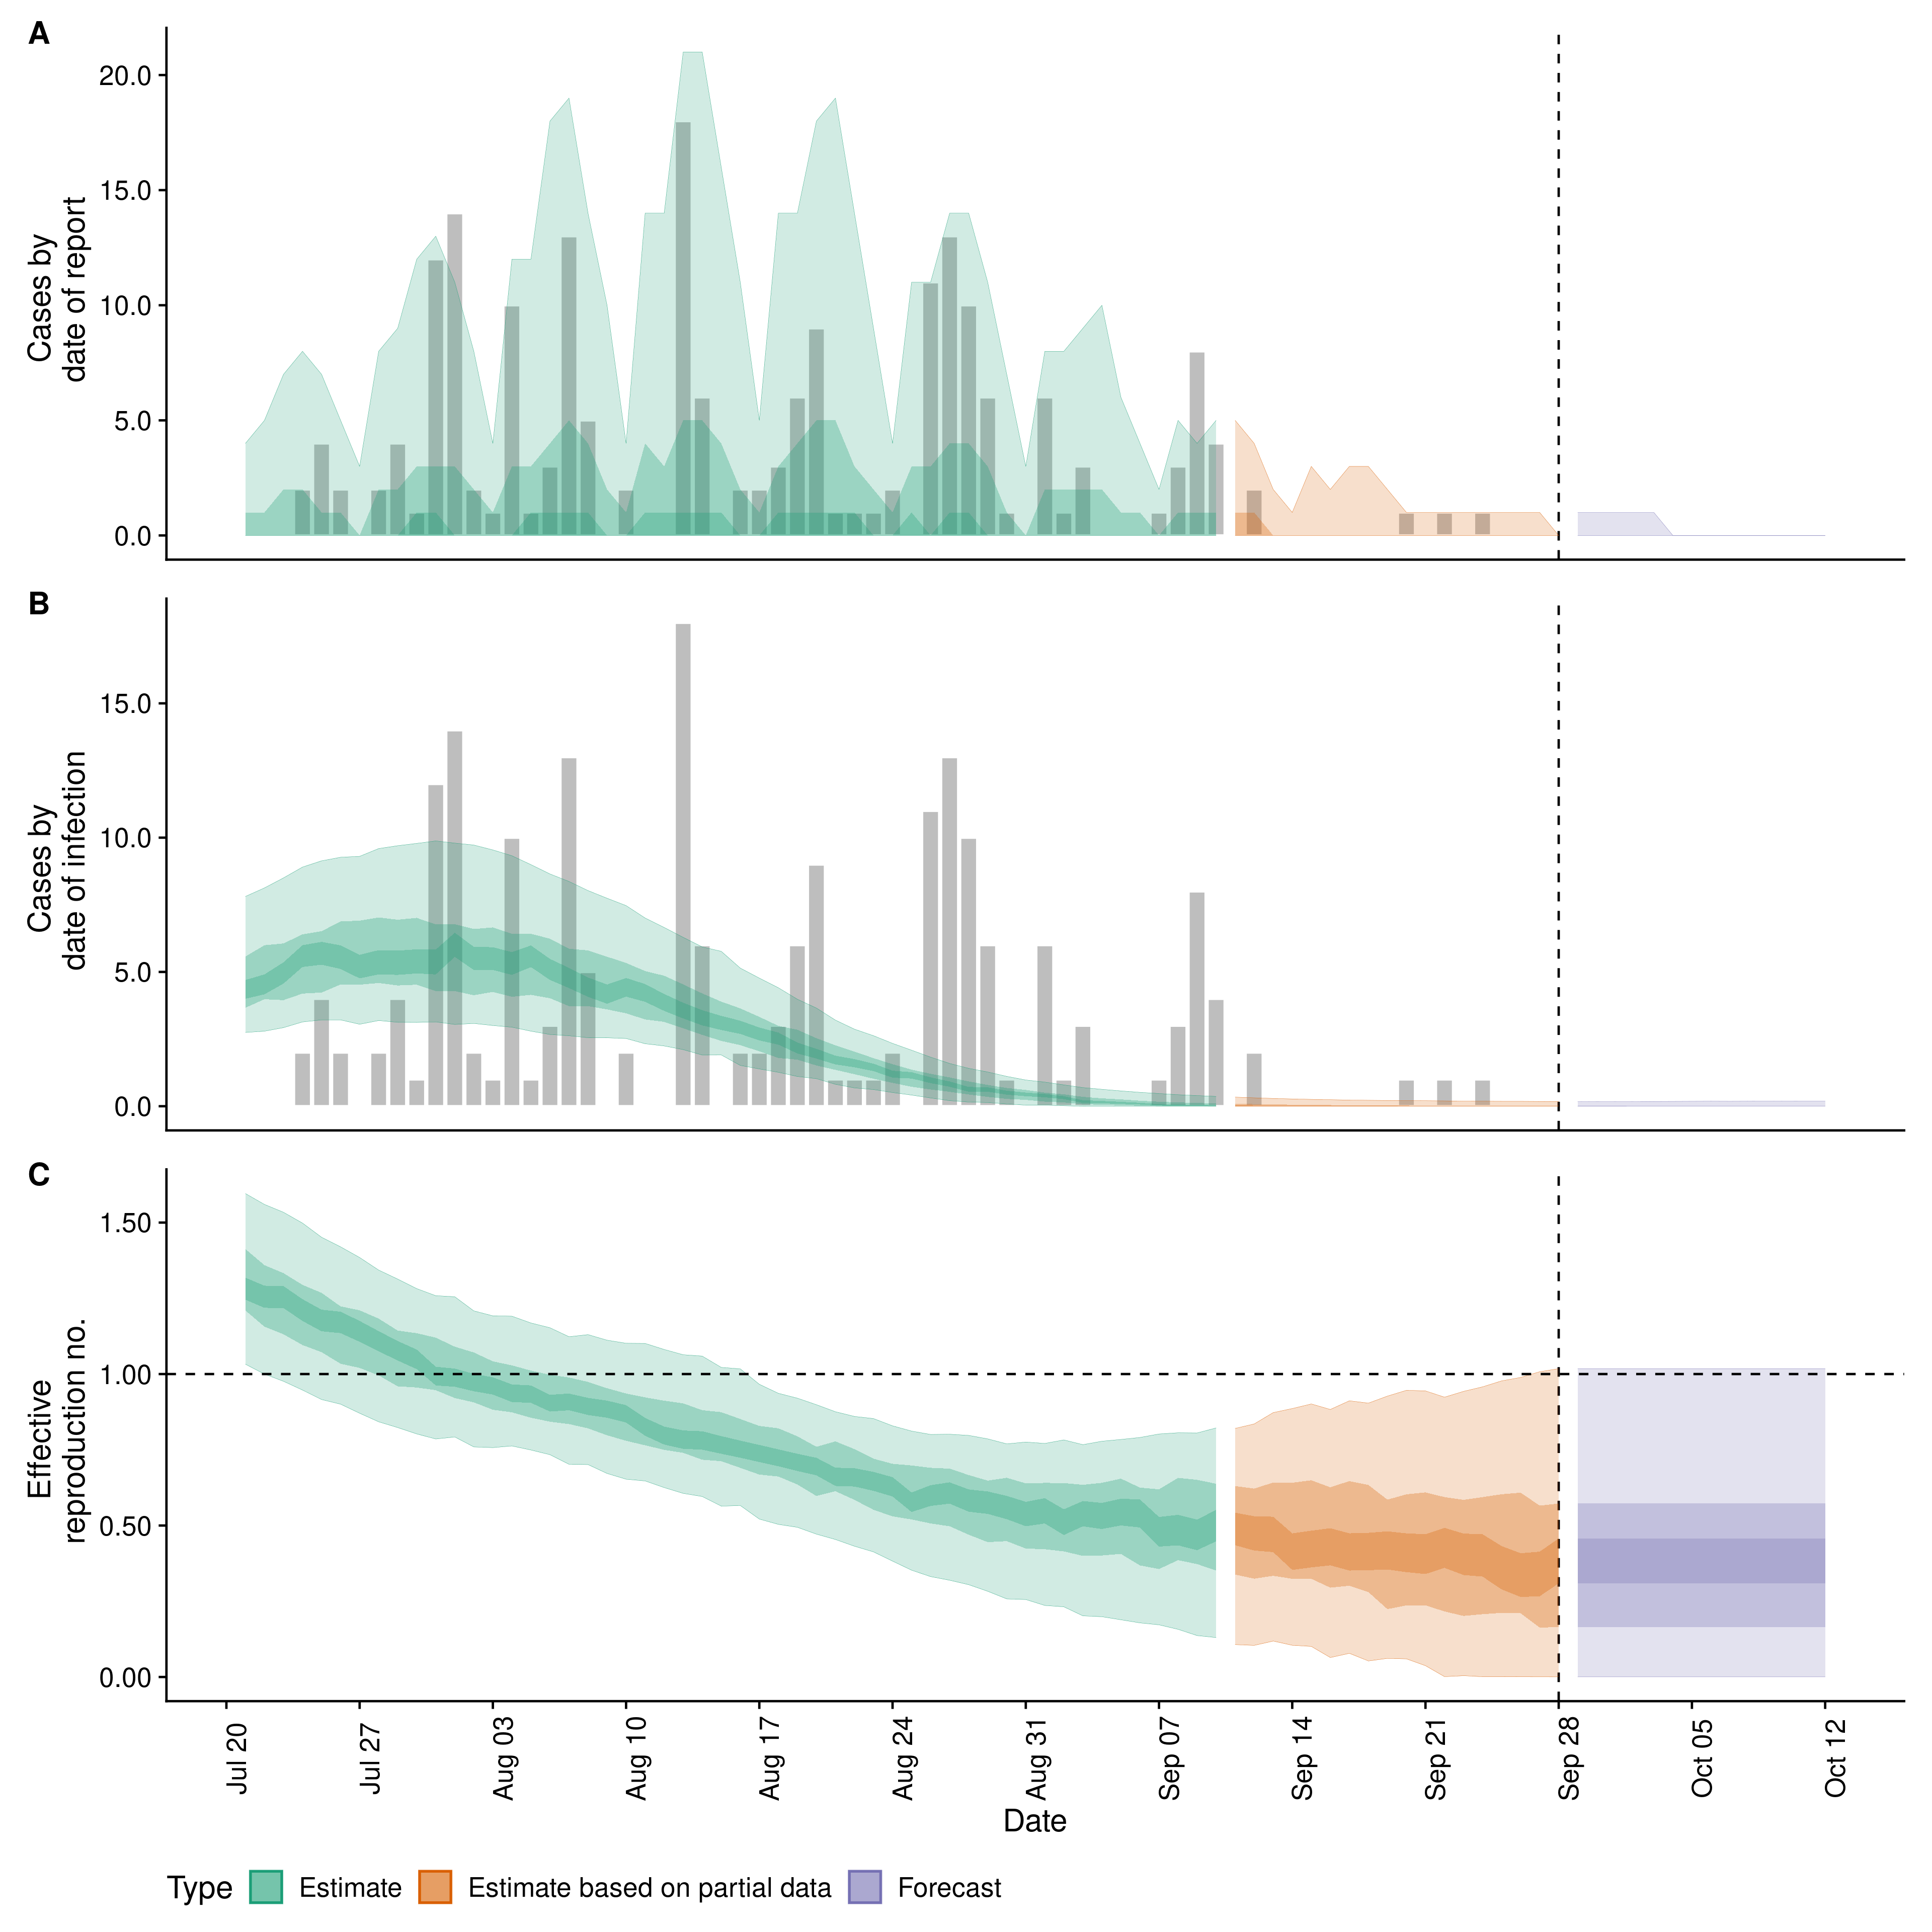 A
Cases by
date of report
20.0
15.0
10.0
5.0
0.0
B
Cases by
date of infection
15.0
10.0
5.0
0.0
C
Effective
reproduction no.
1.50
1.00
0.50
0.00
Jul 20
Jul 27
Aug 03
Aug 10
Aug 17
Aug 24
Aug 31
Sep 07
Sep 14
Sep 21
Sep 28
Oct 05
Oct 12
Date
Type Estimate Estimate based on partial data Forecast